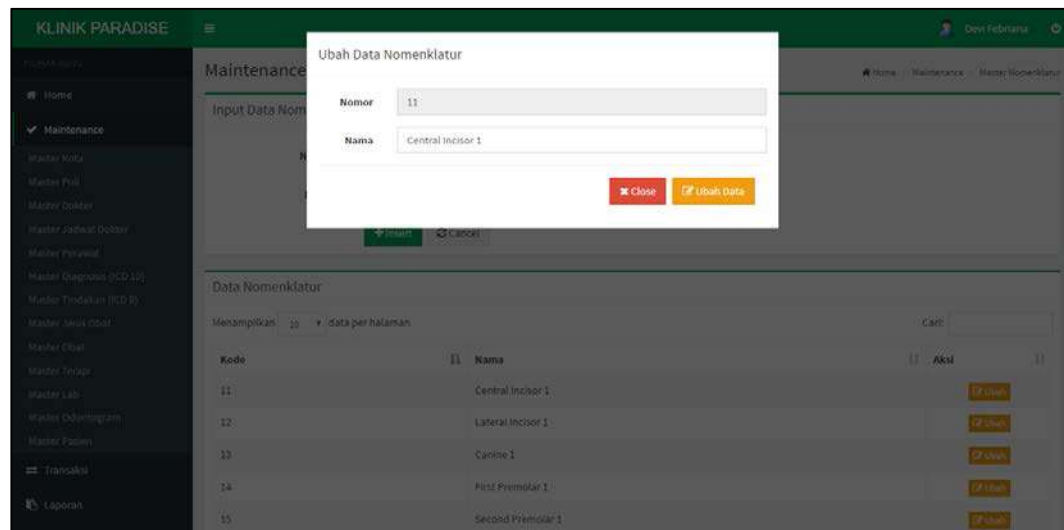 KLINIK PARADISE
Devi Febriana
Maintenance
Home
Maintenance
Master Nomenklatur
Input Data Nom
Ubah Data Nomenklatur
Nomor
11
Nama
Central Incisor 1
Close
Ubah Data
Insert
Cancel
Home
Maintenance
Master Kota
Master Poli
Master Dokter
Master Jadwal Dokter
Master Perawat
Master Diagnosis (ICD 10)
Master Tindakan (ICD 9)
Master Jenis Obat
Master Obat
Master Terapi
Master Lab
Master Odontogram
Master Pasien
Transaksi
Laporan
Data Nomenklatur
Menampilkan 10 data per halaman
Cari:
Kode Nama Aksi
11 Central Incisor 1 Ubah
12 Lateral Incisor 1 Ubah
13 Canine 1 Ubah
14 First Premolar 1 Ubah
15 Second Premolar 1 Ubah